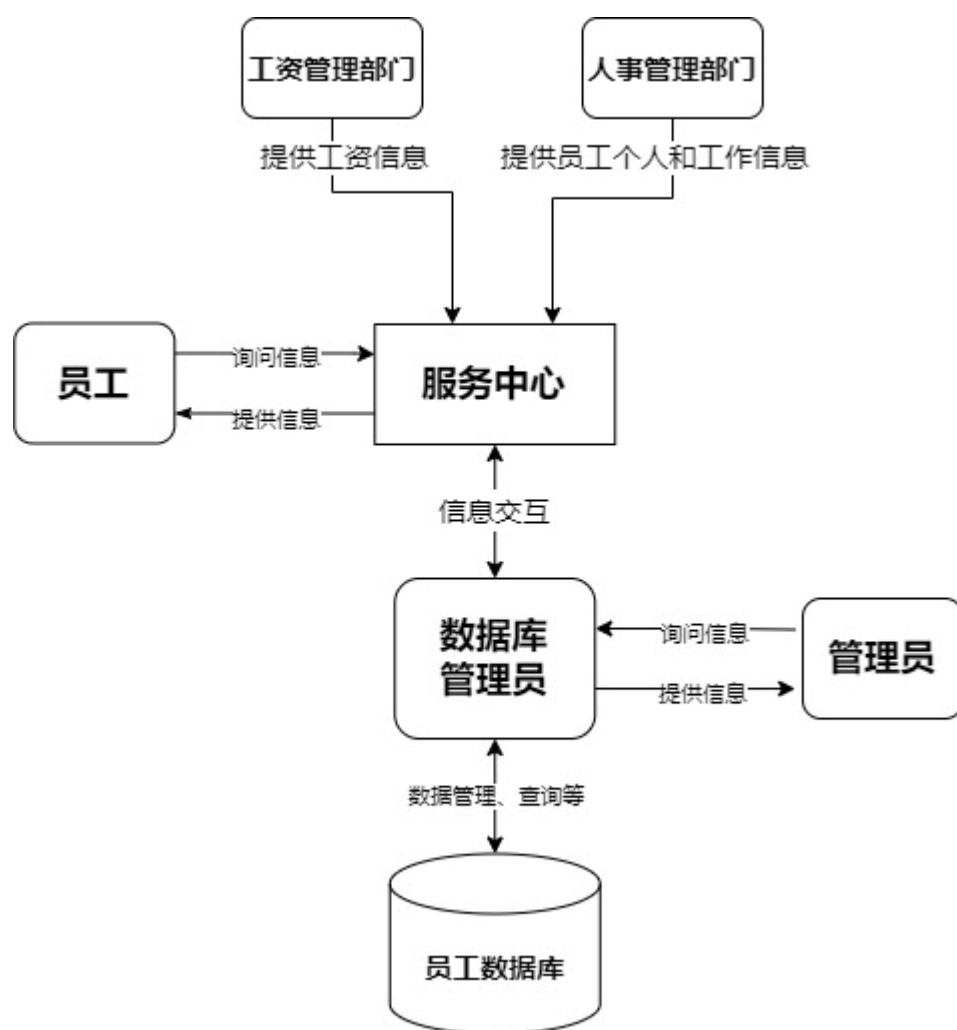 工资管理部门
人事管理部门
提供工资信息
提供员工个人和工作信息
员工
询问信息
提供信息
服务中心
信息交互
数据库
管理员
询问信息
提供信息
管理员
数据管理、查询等
员工数据库